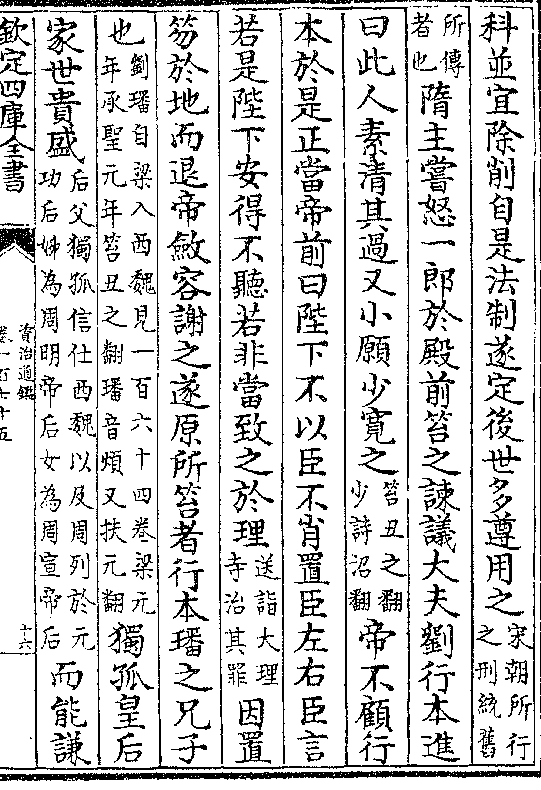 科並宜除削自是法制遂定後世多遵用之宋朝所行
之刑統舊
所傳
者也隋主嘗怒一郎於殿前笞之諫議大夫劉行本進
曰此人素清其過又小願少寛之笞丑之翻
少詩沼翻帝不顧行
本於是正當帝前曰陛下不以臣不肖置臣左右臣言
若是陛下安得不聽若非當致之於理送詣大理
寺治其罪因置
笏於地而退帝斂容謝之遂原所笞者行本璠之兄子
也劉璠自梁入西魏見一百六十四卷梁元
年承聖元年笞丑之翻璠音煩又扶元翻獨孤皇后
家世貴盛后父獨孤信仕西魏以及周列於元
功后姊為周明帝后女為周宣帝后而能謙
欽定四庫全書
資治通鑑
卷一百七十五
十六